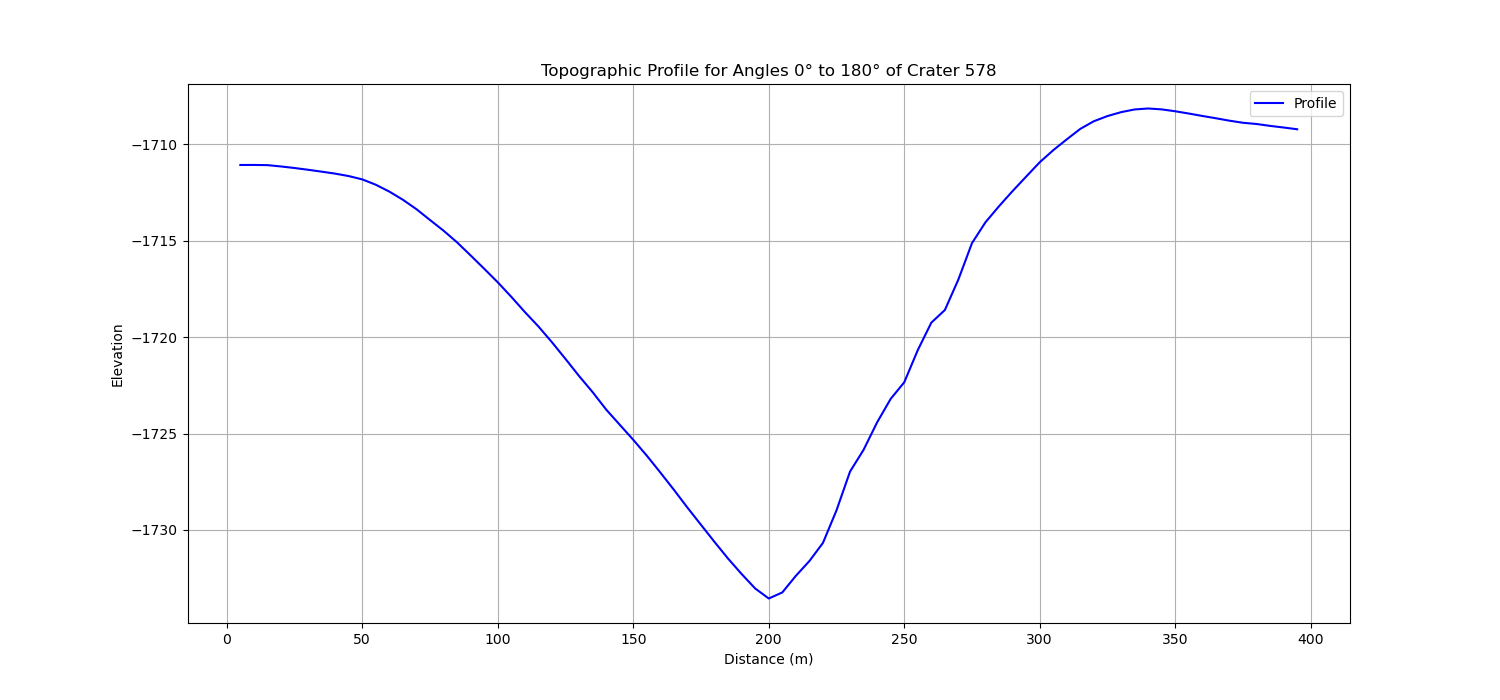 Topographic Profile for Angles 0° to 180° of Crater 578
Profile
−1710
−1715
−1720
−1725
−1730
Elevation
0 50 100 150 200 250 300 350 400
Distance (m)